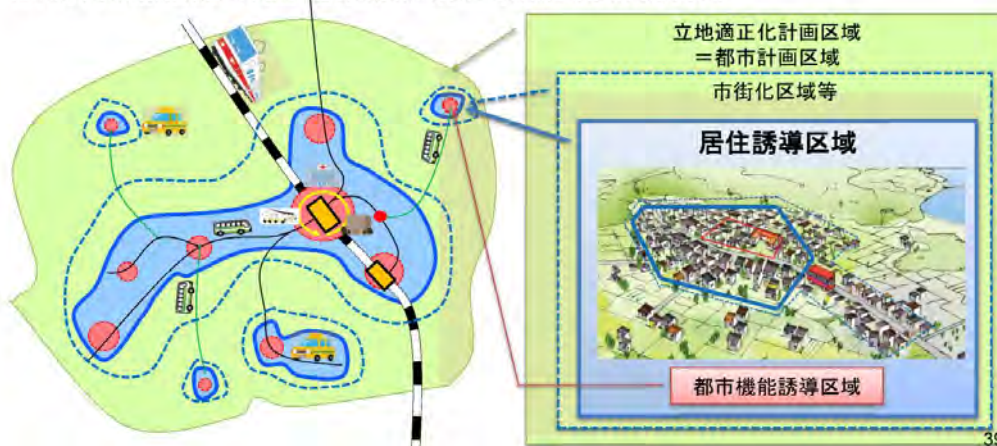 立地適正化計画区域
＝都市計画区域
市街化区域等
居住誘導区域
都市機能誘導区域